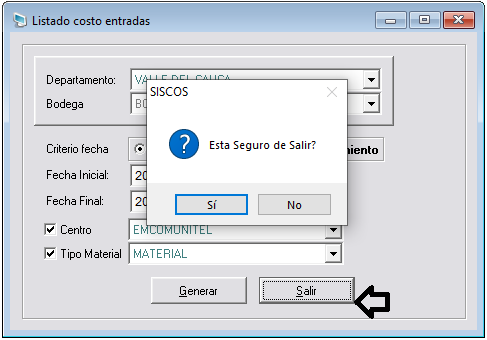 Listado costo entradas
Departamento: VALLE DEL CAUCA
Bodega BO
SISCOS
Esta Seguro de Salir?
Sí No
Criterio fecha miento
Fecha Inicial: 20
Fecha Final: 20
Centro EMCOMUNITEL
Tipo Material MATERIAL
Generar Salir